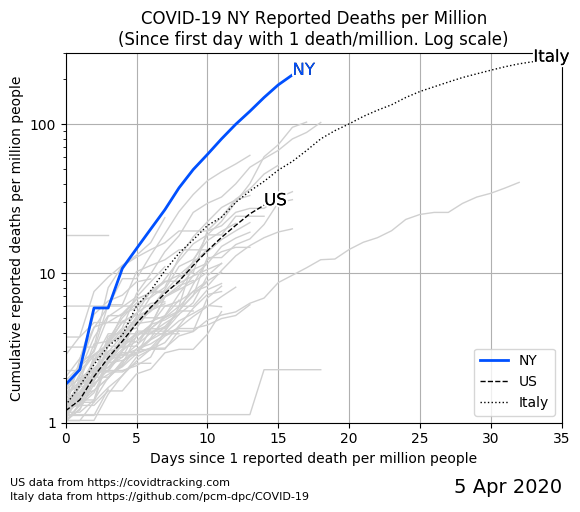 COVID-19 NY Reported Deaths per Million
(Since first day with 1 death/million. Log scale)
Cumulative reported deaths per million people
100
10
1
NY
US
Italy
NY
US
Italy
0
5
10
15
20
25
30
35
Days since 1 reported death per million people
US data from https://covidtracking.com
Italy data from https://github.com/pcm-dpc/COVID-19
5 Apr 2020